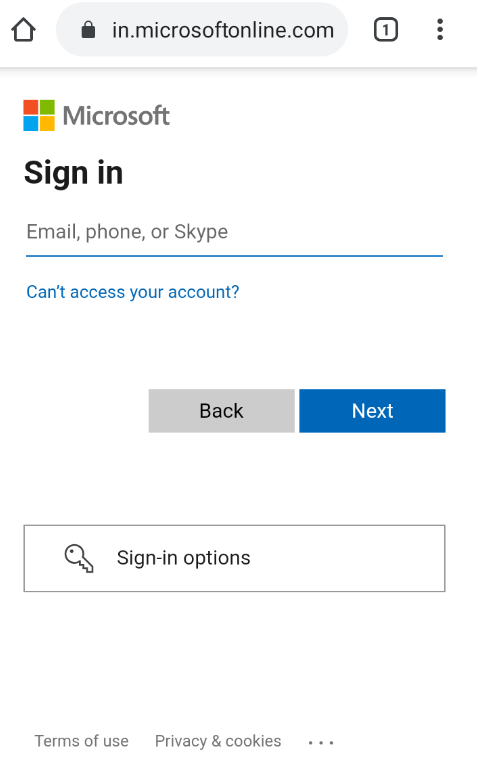 in.microsoftonline.com
1
Microsoft
Sign in
Email, phone, or Skype
Can't access your account?
Back Next
Sign-in options
Terms of use Privacy & cookies ...